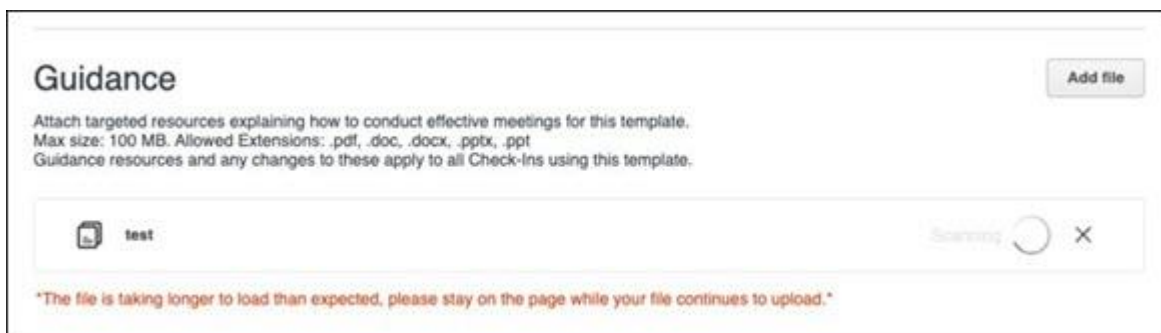 Guidance
Add file
Attach targeted resources explaining how to conduct effective meetings for this template.
Max size: 100 MB. Allowed Extensions: .pdf, .doc, .docx, .pptx, .ppt
Guidance resources and any changes to these apply to all Check-Ins using this template.
test
Scanning
*The file is taking longer to load than expected, please stay on the page while your file continues to upload.*